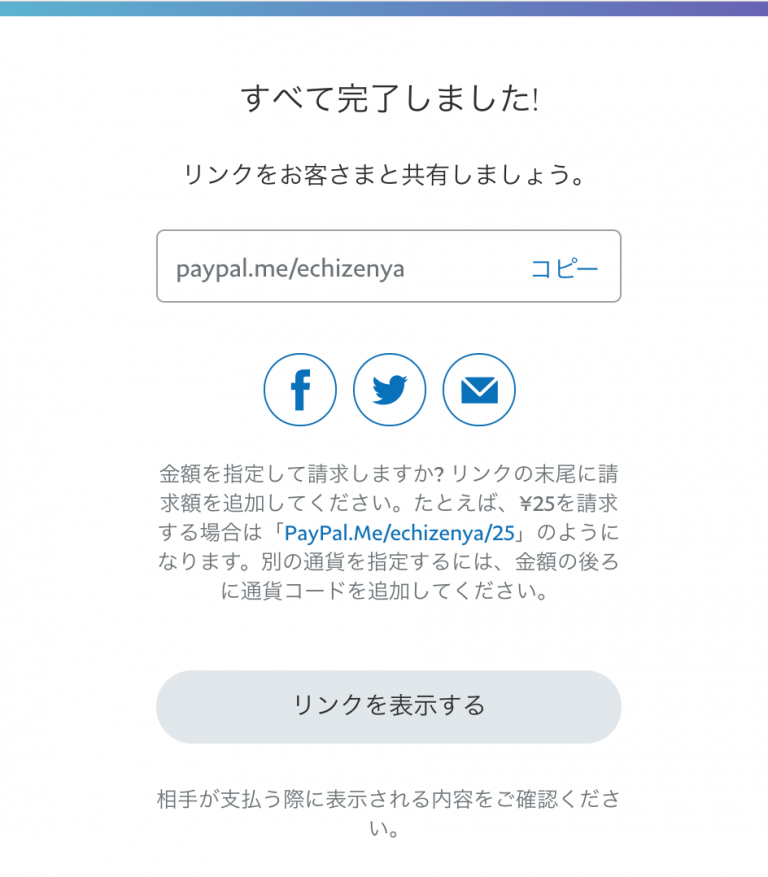 すべて完了しました!
リンクをお客さまと共有しましょう。
paypal.me/echizenya コピー
金額を指定して請求しますか? リンクの末尾に請
求額を追加してください。たとえば、¥25を請求
する場合は「PayPal.Me/echizenya/25」のように
なります。別の通貨を指定するには、金額の後ろ
に通貨コードを追加してください。
リンクを表示する
相手が支払う際に表示される内容をご確認くださ
い。